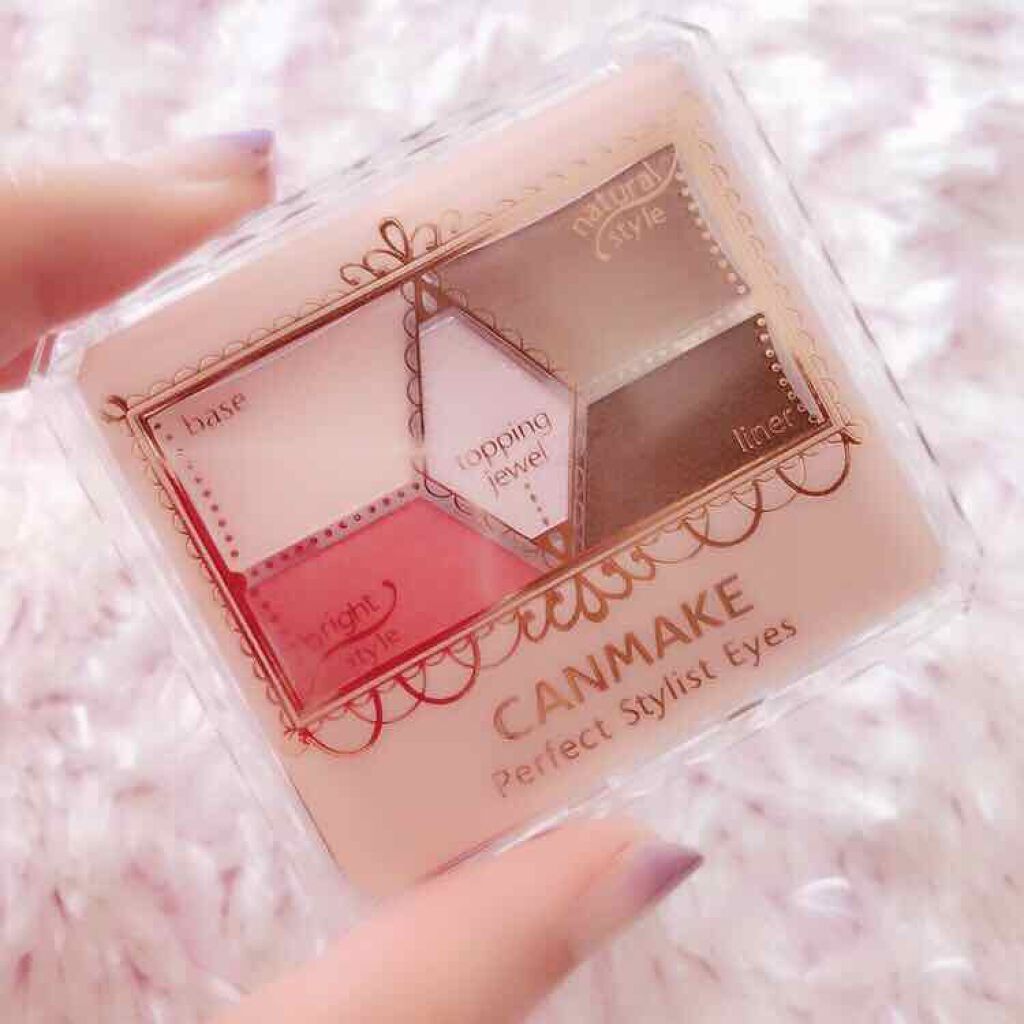 natural
style
base
topping
jewel
liner
bright
style
CANMAKE
Perfect Stylist Eyes